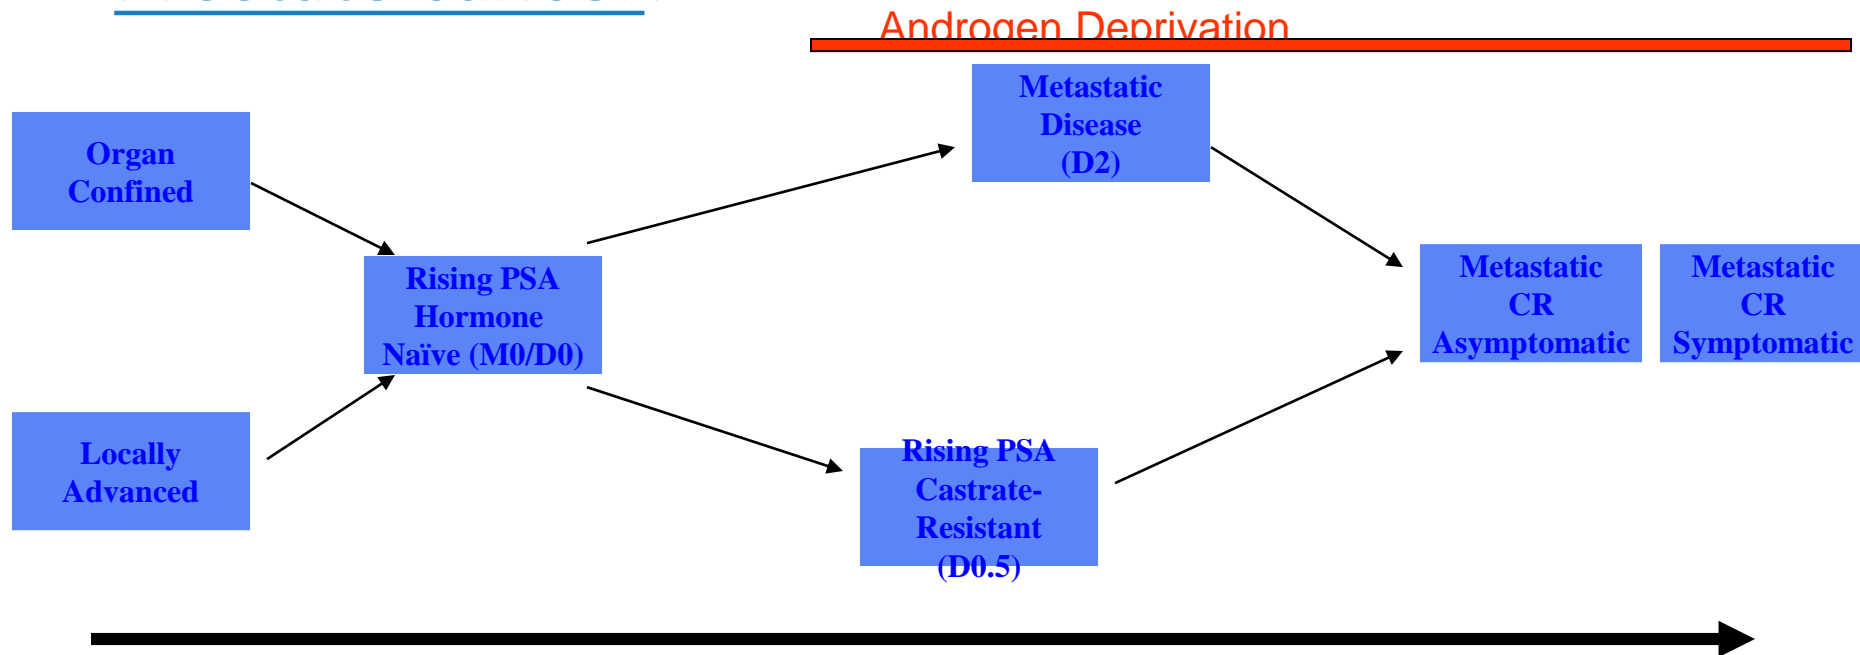 Androgen Deprivation
Metastatic
Disease
(D2)
Organ
Confined
Rising PSA
Hormone
Naïve (M0/D0)
Metastatic
CR
Asymptomatic
Metastatic
CR
Symptomatic
Locally
Advanced
Rising PSA
Castrate-
Resistant
(D0.5)